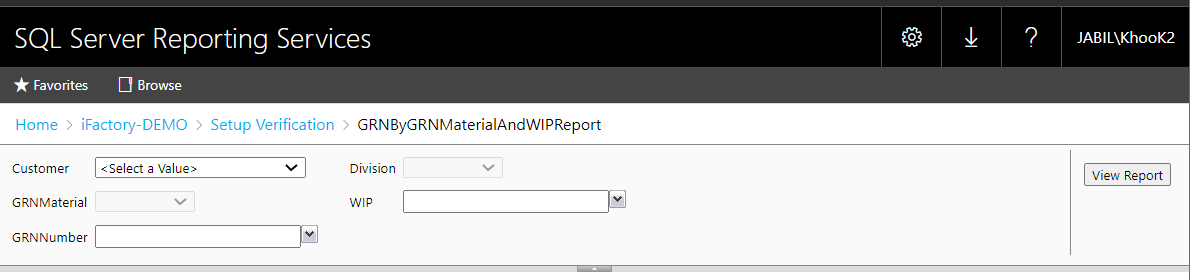 SQL Server Reporting Services
? JABIL\KhooK2
Favorites Browse
Home > iFactory-DEMO > Setup Verification > GRNByGRNMaterialAndWIPReport
Customer <Select a Value> Division
View Report
GRNMaterial WIP
GRNNumber